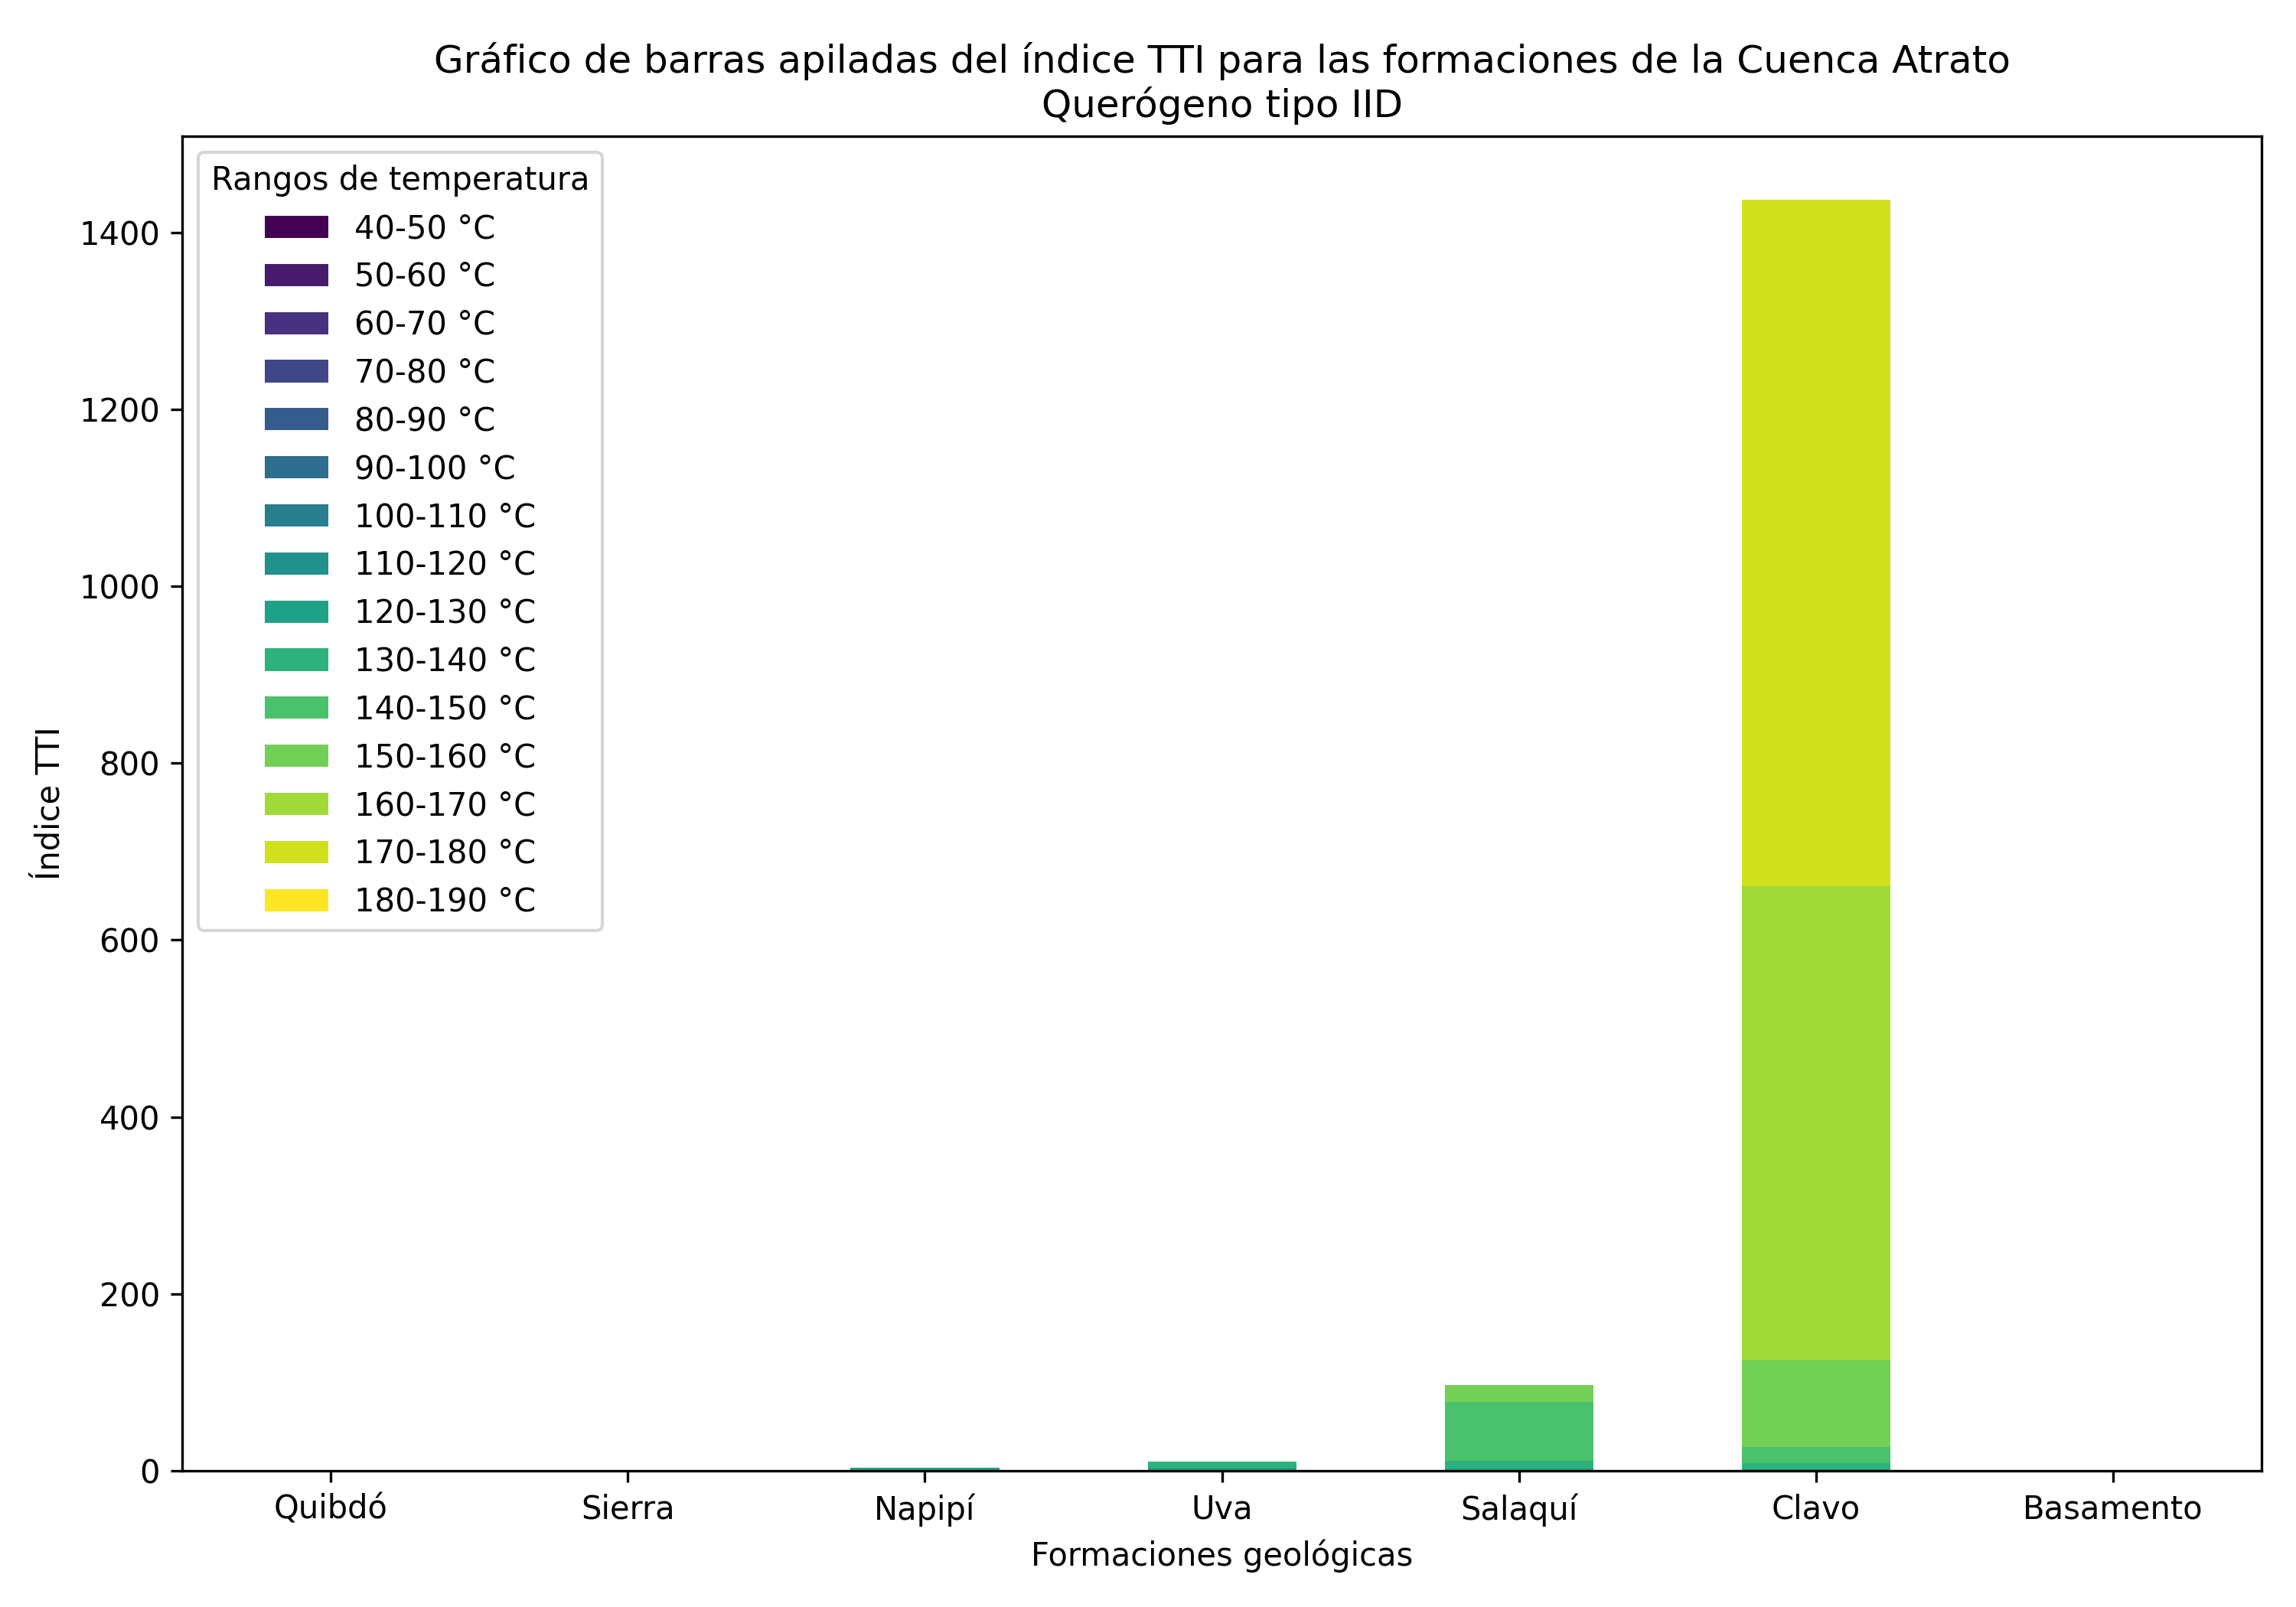 Gráfico de barras apiladas del índice TTI para las formaciones de la Cuenca Atrato
Querógeno tipo IID
Rangos de temperatura
40-50 °C
50-60 °C
60-70 °C
70-80 °C
80-90 °C
90-100 °C
100-110 °C
110-120 °C
120-130 °C
130-140 °C
140-150 °C
150-160 °C
160-170 °C
170-180 °C
180-190 °C
Índice TTI
1400
1200
1000
800
600
400
200
0
Quibdó
Sierra
Napipí
Uva
Salaquí
Clavo
Basamento
Formaciones geológicas